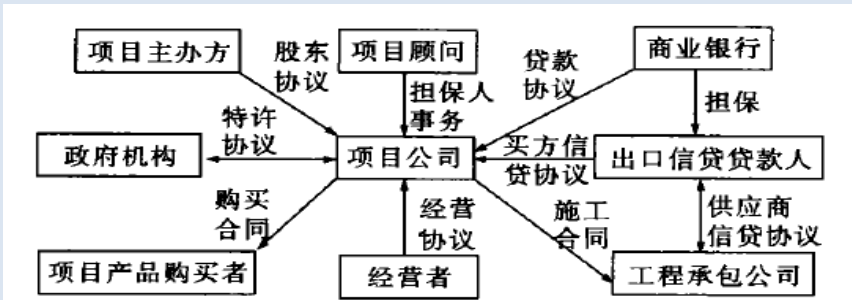 项目主办方
股东
协议
项目顾问
贷款
协议
商业银行
担保人
事务
担保
特许
协议
政府机构
项目公司
买方信
贷协议
出口信贷贷款人
购买
合同
经营
协议
施工
合同
供应商
信贷协议
项目产品购买者
经营者
工程承包公司